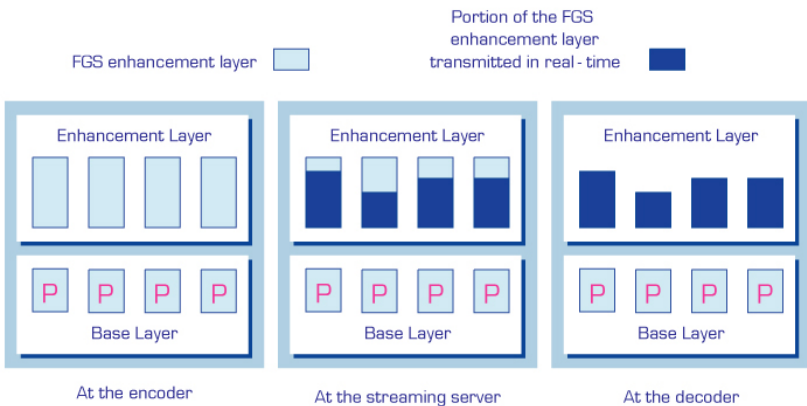 Portion of the FGS
enhancement layer
transmitted in real-time
FGS enhancement layer
Enhancement Layer
P P P P
Base Layer
At the encoder
Enhancement Layer
P P P P
Base Layer
At the streaming server
Enhancement Layer
P P P P
Base Layer
At the decoder